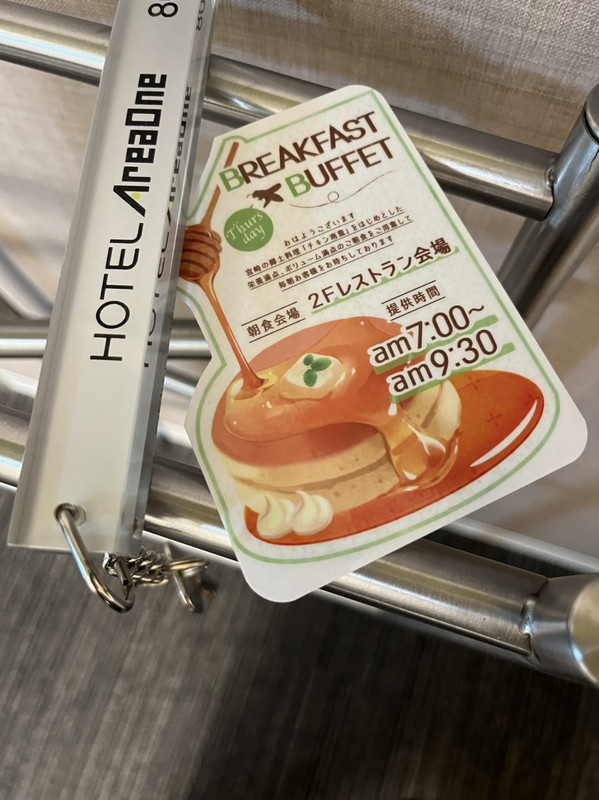 8
HOTEL AreaOne
BREAKFAST
BUFFET
Thurs
day
おはようございます
宮崎の郷土料理「チキン南蛮」をはじめとした
栄養満点、ボリューム満点のご朝食をご用意して
毎朝お客様をお待ちしております
朝食会場 2Fレストラン会場
提供時間
am7:00~
am9:30